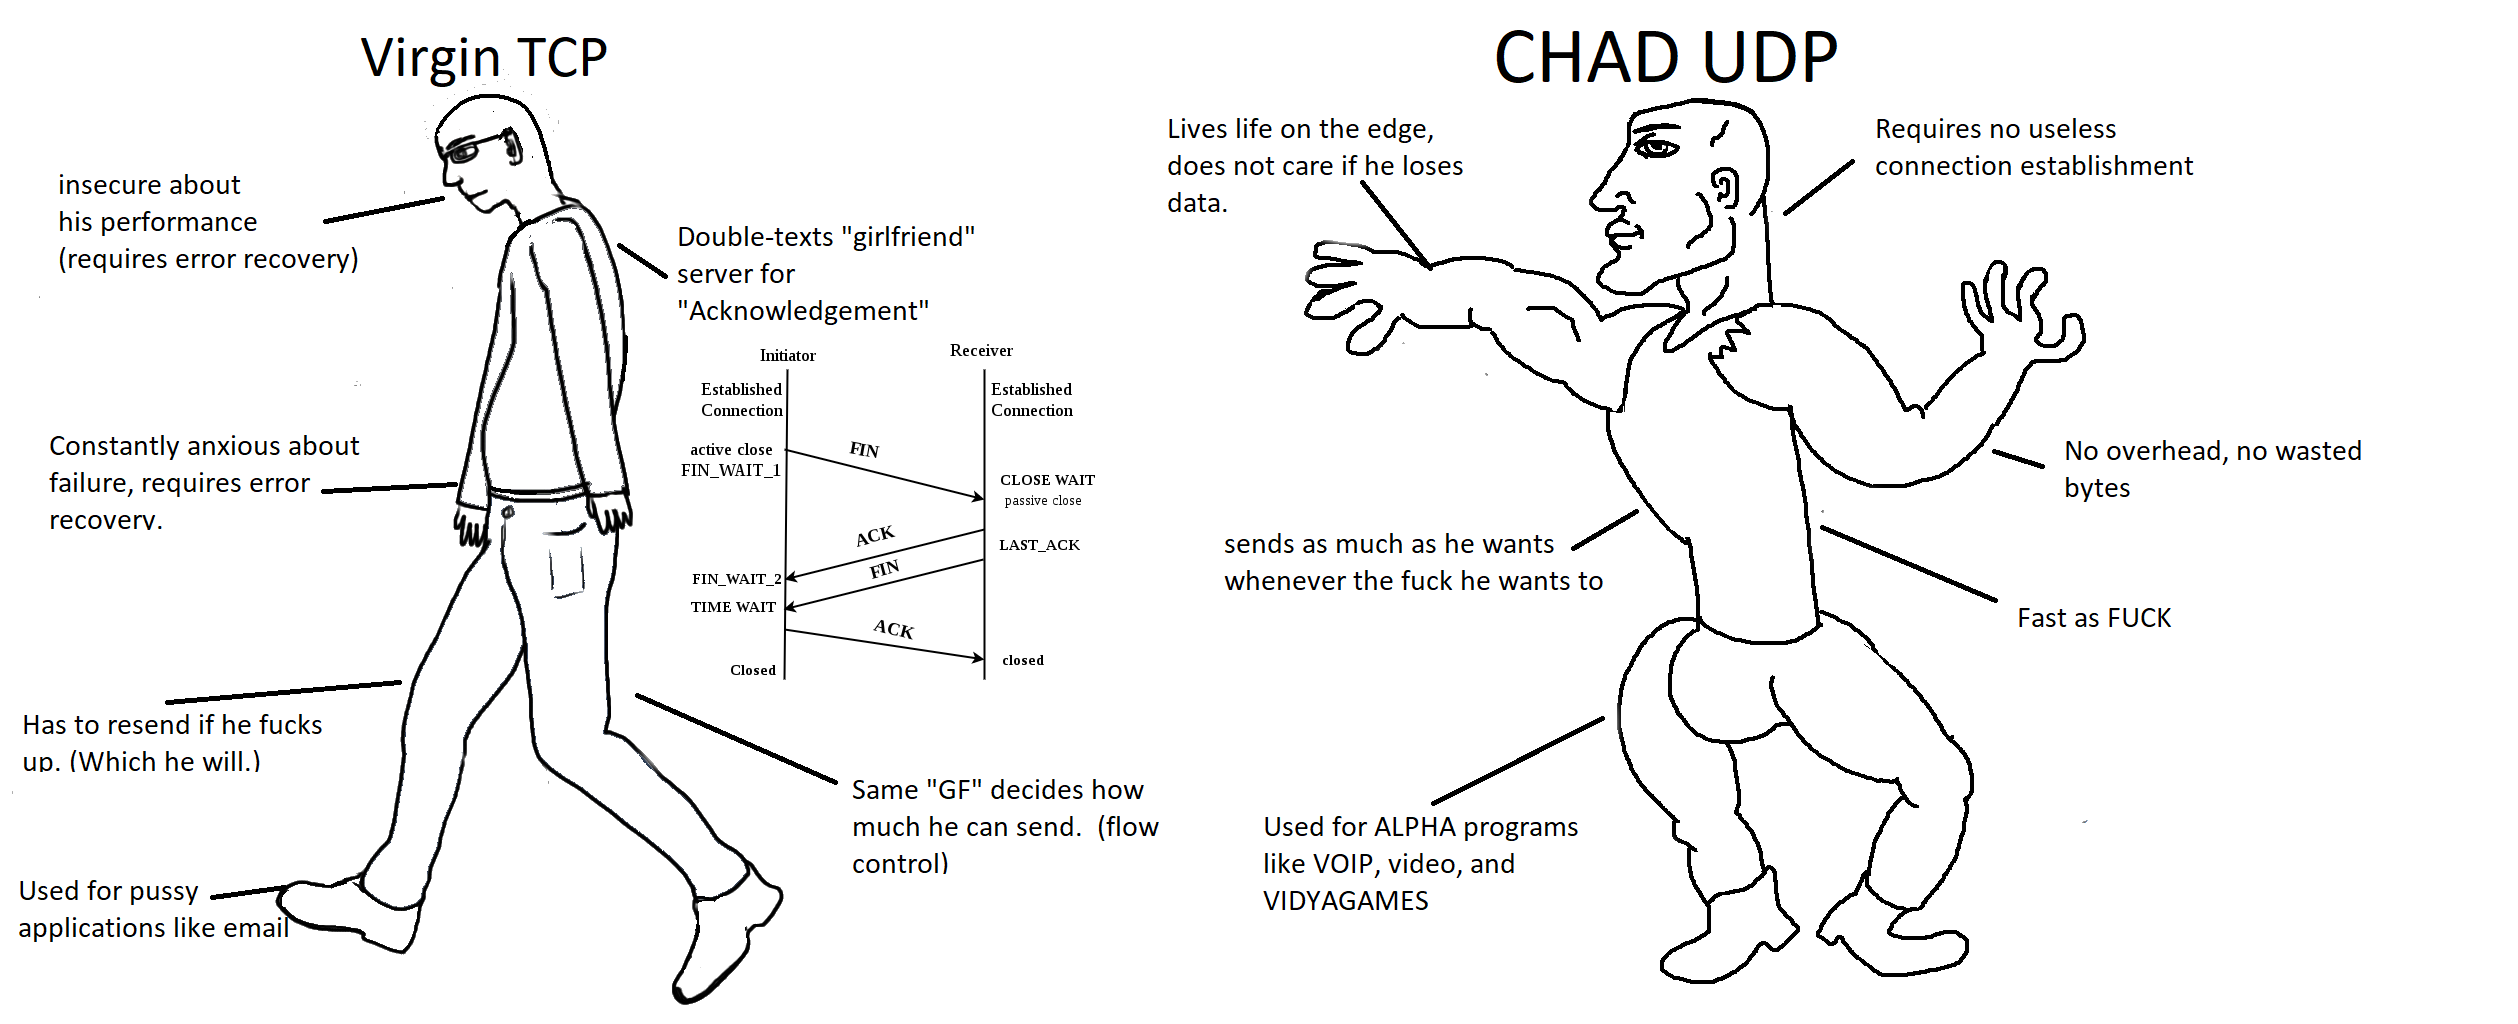 Virgin TCP
insecure about
his performance
(requires error recovery)
Double-texts "girlfriend"
server for
"Acknowledgement"
Constantly anxious about
failure, requires error
recovery.
Initiator
Receiver
Established
Connection
Established
Connection
active close
FIN_WAIT_1
FIN
CLOSE WAIT
passive close
ACK
LAST_ACK
FIN
FIN_WAIT_2
TIME WAIT
ACK
Closed
closed
Has to resend if he fucks
up. (Which he will.)
Same "GF" decides how
much he can send.  (flow
control)
Used for pussy
applications like email
CHAD UDP
Lives life on the edge,
does not care if he loses
data.
Requires no useless
connection establishment
No overhead, no wasted
bytes
sends as much as he wants
whenever the fuck he wants to
Fast as FUCK
Used for ALPHA programs
like VOIP, video, and
VIDYAGAMES